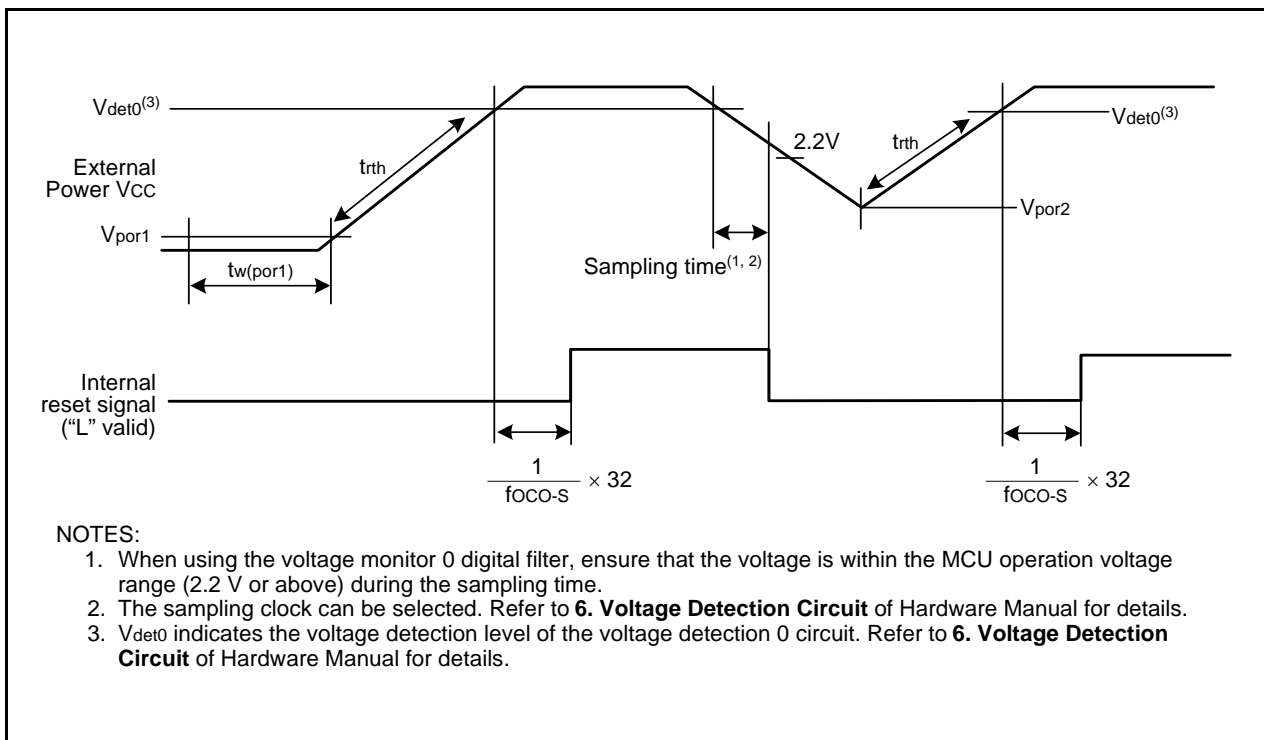 Vdet0(3)
External
Power VCC
Vpor1
trth
tw(por1)
2.2V
Sampling time(1, 2)
trth
Vdet0(3)
Vpor2
Internal
reset signal
(“L” valid)
1
fOCO-S
× 32
1
fOCO-S
× 32
NOTES:
1. When using the voltage monitor 0 digital filter, ensure that the voltage is within the MCU operation voltage
range (2.2 V or above) during the sampling time.
2. The sampling clock can be selected. Refer to 6. Voltage Detection Circuit of Hardware Manual for details.
3. Vdet0 indicates the voltage detection level of the voltage detection 0 circuit. Refer to 6. Voltage Detection
Circuit of Hardware Manual for details.